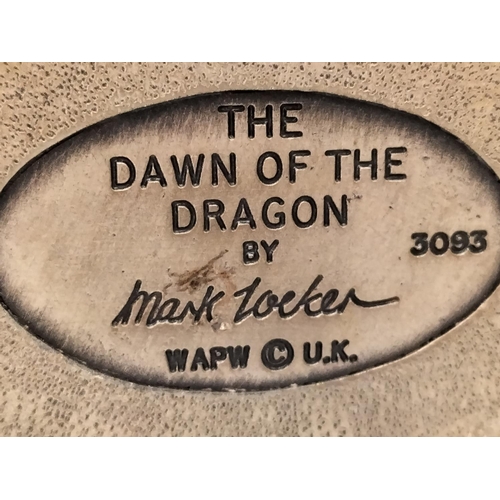 THE
DAWN OF THE
DRAGON
BY
3093
Mark Locker
WAPW © U.K.